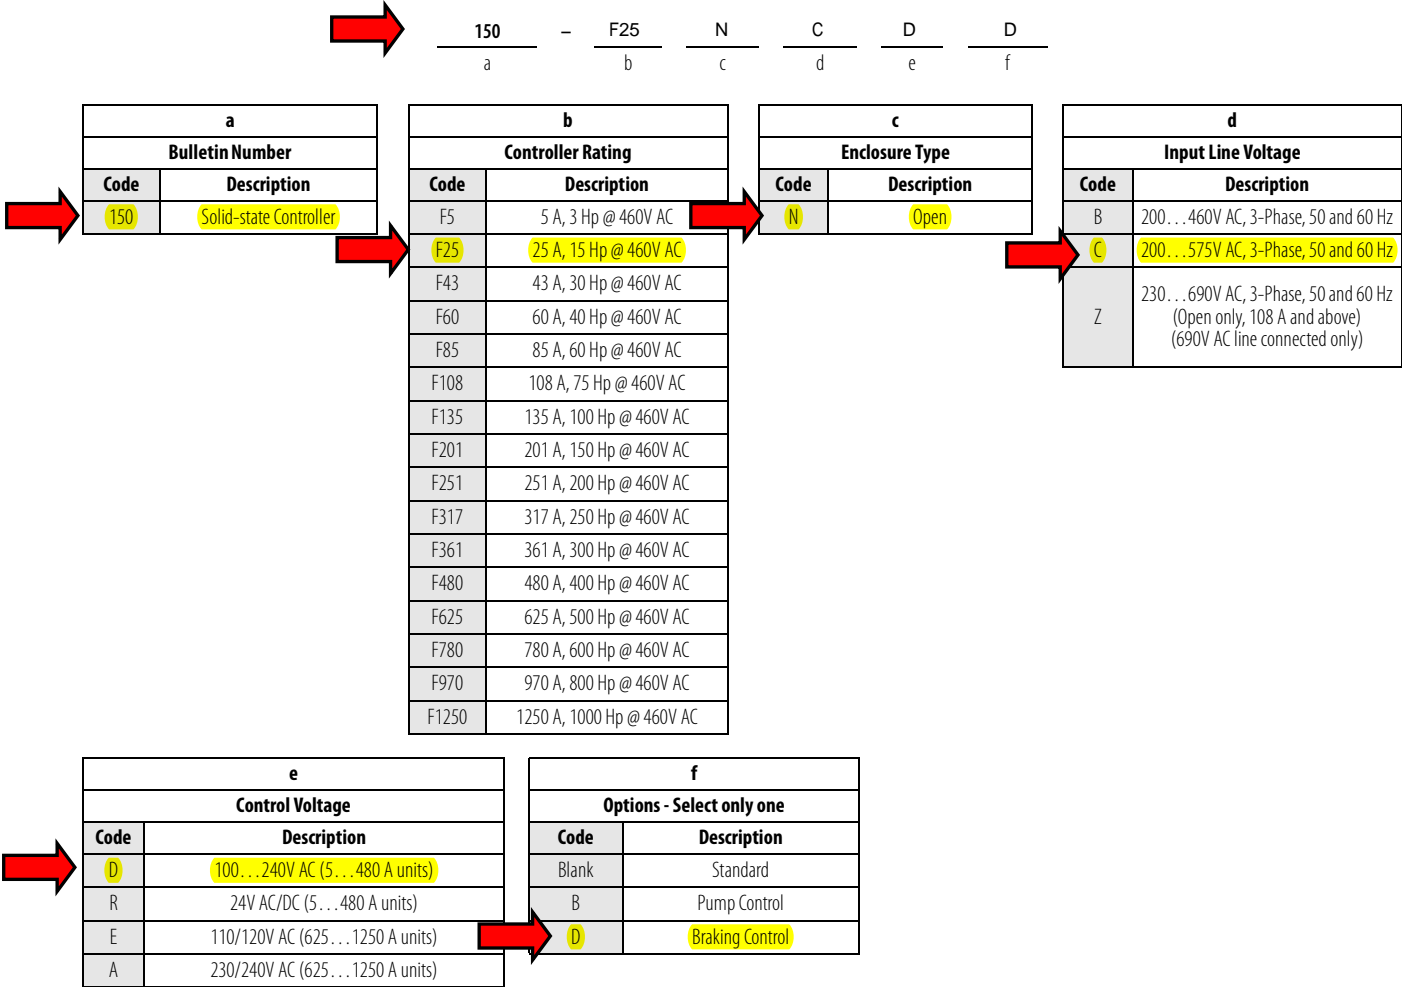 150 – F25 N C D D
a b c d e f
a
Bulletin Number
Code Description
150 Solid-state Controller
b
Controller Rating
Code Description
F5 5 A, 3 Hp @ 460V AC
F25 25 A, 15 Hp @ 460V AC
F43 43 A, 30 Hp @ 460V AC
F60 60 A, 40 Hp @ 460V AC
F85 85 A, 60 Hp @ 460V AC
F108 108 A, 75 Hp @ 460V AC
F135 135 A, 100 Hp @ 460V AC
F201 201 A, 150 Hp @ 460V AC
F251 251 A, 200 Hp @ 460V AC
F317 317 A, 250 Hp @ 460V AC
F361 361 A, 300 Hp @ 460V AC
F480 480 A, 400 Hp @ 460V AC
F625 625 A, 500 Hp @ 460V AC
F780 780 A, 600 Hp @ 460V AC
F970 970 A, 800 Hp @ 460V AC
F1250 1250 A, 1000 Hp @ 460V AC
c
Enclosure Type
Code Description
N Open
d
Input Line Voltage
Code Description
B 200...460V AC, 3-Phase, 50 and 60 Hz
C 200...575V AC, 3-Phase, 50 and 60 Hz
230...690V AC, 3-Phase, 50 and 60 Hz
Z (Open only, 108 A and above)
(690V AC line connected only)
e
Control Voltage
Code Description
D 100...240V AC (5...480 A units)
R 24V AC/DC (5...480 A units)
E 110/120V AC (625...1250 A units)
A 230/240V AC (625...1250 A units)
f
Options - Select only one
Code Description
Blank Standard
B Pump Control
D Braking Control